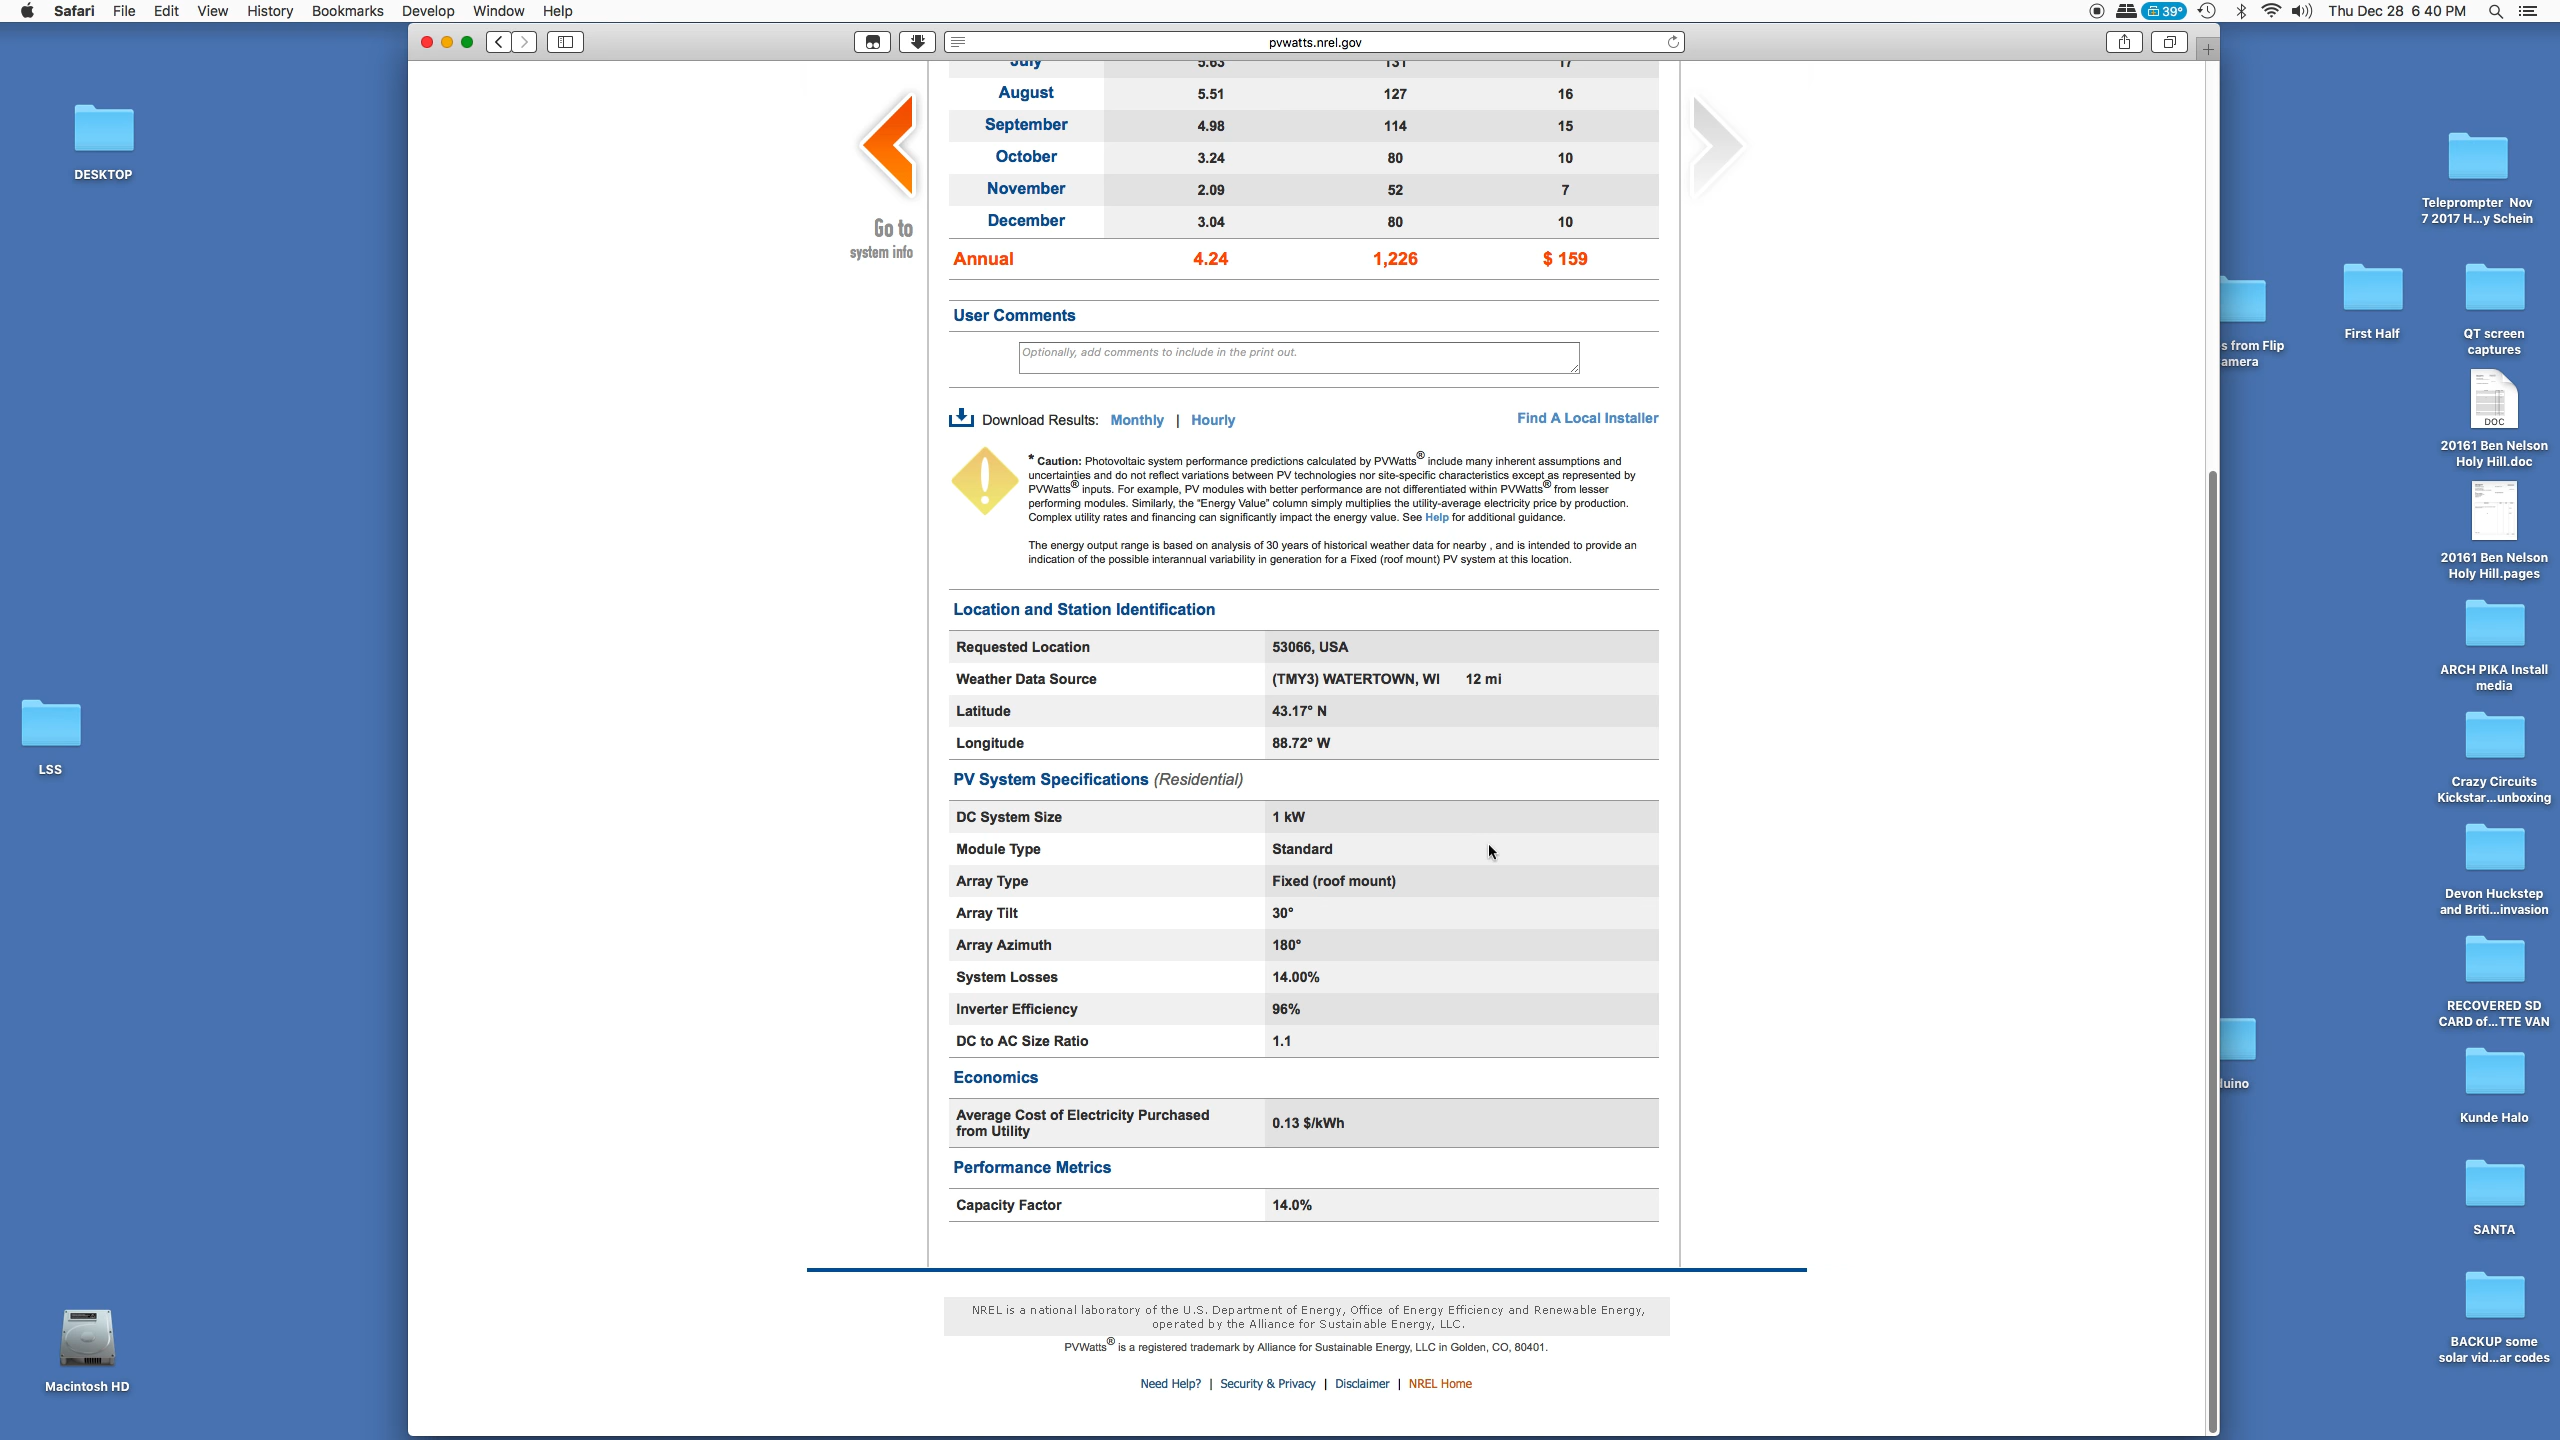 Safari File Edit View History Bookmarks Develop Window Help
39° Thu Dec 28 6 40 PM
pvwatts.nrel.gov
July 5.63 131 17
August 5.51 127 16
September 4.98 114 15
October 3.24 80 10
November 2.09 52 7
December 3.04 80 10
Annual 4.24 1,226 $ 159
Go to
system info
User Comments
Optionally, add comments to include in the print out.
Download Results: Monthly | Hourly
Find A Local Installer
* Caution: Photovoltaic system performance predictions calculated by PVWatts® include many inherent assumptions and
uncertainties and do not reflect variations between PV technologies nor site-specific characteristics except as represented by
PVWatts® inputs. For example, PV modules with better performance are not differentiated within PVWatts® from lesser
performing modules. Similarly, the "Energy Value" column simply multiplies the utility-average electricity price by production.
Complex utility rates and financing can significantly impact the energy value. See Help for additional guidance.
The energy output range is based on analysis of 30 years of historical weather data for nearby , and is intended to provide an
indication of the possible interannual variability in generation for a Fixed (roof mount) PV system at this location.
Location and Station Identification
Requested Location 53066, USA
Weather Data Source (TMY3) WATERTOWN, WI 12 mi
Latitude 43.17° N
Longitude 88.72° W
PV System Specifications (Residential)
DC System Size 1 kW
Module Type Standard
Array Type Fixed (roof mount)
Array Tilt 30°
Array Azimuth 180°
System Losses 14.00%
Inverter Efficiency 96%
DC to AC Size Ratio 1.1
Economics
Average Cost of Electricity Purchased
from Utility
0.13 $/kWh
Performance Metrics
Capacity Factor 14.0%
NREL is a national laboratory of the U.S. Department of Energy, Office of Energy Efficiency and Renewable Energy,
operated by the Alliance for Sustainable Energy, LLC.
PVWatts® is a registered trademark by Alliance for Sustainable Energy, LLC in Golden, CO, 80401.
Need Help? | Security & Privacy | Disclaimer | NREL Home
DESKTOP
LSS
Macintosh HD
Teleprompter Nov
7 2017 H...y Schein
s from Flip
amera
First Half
QT screen
captures
DOC
20161 Ben Nelson
Holy Hill.doc
20161 Ben Nelson
Holy Hill.pages
ARCH PIKA Install
media
Crazy Circuits
Kickstar...unboxing
Devon Huckstep
and Briti...invasion
RECOVERED SD
CARD of...TTE VAN
duino
Kunde Halo
SANTA
BACKUP some
solar vid...ar codes